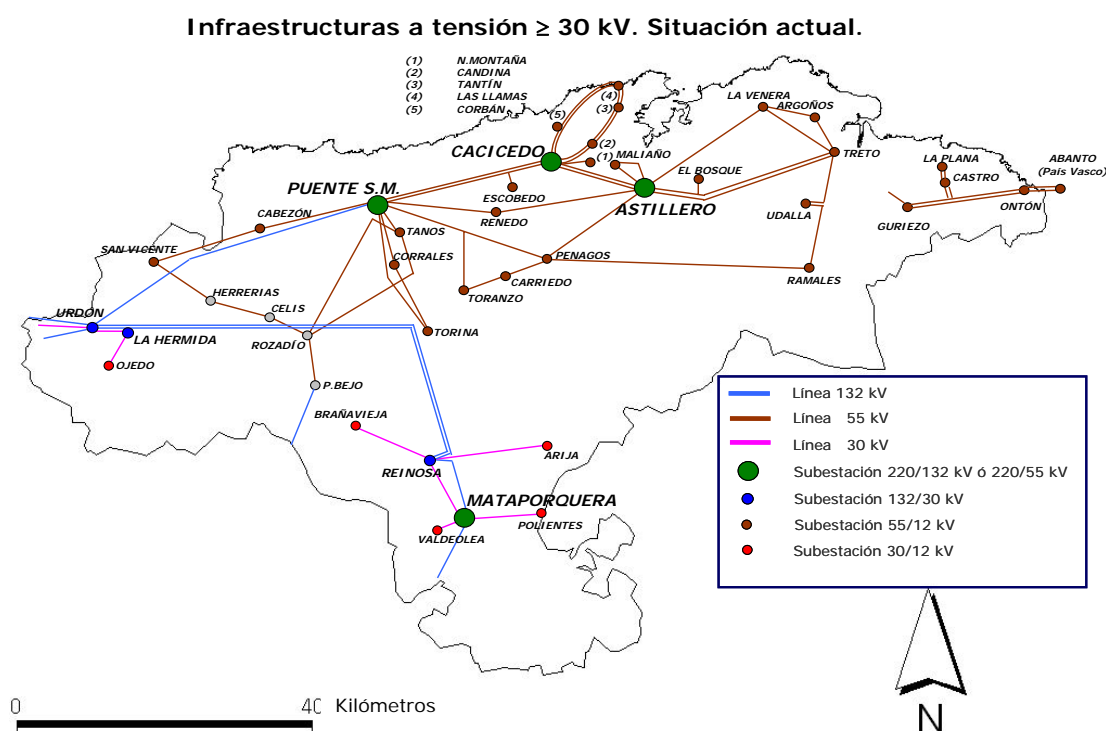 Infraestructuras a tensión ≥ 30 kV. Situación actual.
(1) N.MONTAÑA
(2) CANDINA
(3) TANTÍN
(4) LAS LLAMAS
(5) CORBÁN
(4)
(3)
(5)
(2)
(1)
LA VENERA
ARGOÑOS
CACICEDO
MALIAÑO
TRETO
LA PLANA
ABANTO
(País Vasco)
EL BOSQUE
CASTRO
PUENTE S.M.
ESCOBEDO
ASTILLERO
UDALLA
ONTÓN
CABEZÓN
RENEDO
GURIEZO
TANOS
SAN VICENTE
CORRALES
PENAGOS
CARRIEDO
RAMALES
HERRERIAS
TORANZO
URDÓN
CELIS
LA HERMIDA
ROZADÍO
TORINA
OJEDO
P.BEJO
BRAÑAVIEJA
ARIJA
REINOSA
MATAPORQUERA
POLIENTES
VALDEOLEA
Línea 132 kV
Línea 55 kV
Línea 30 kV
Subestación 220/132 kV ó 220/55 kV
Subestación 132/30 kV
Subestación 55/12 kV
Subestación 30/12 kV
0 40 Kilómetros
N